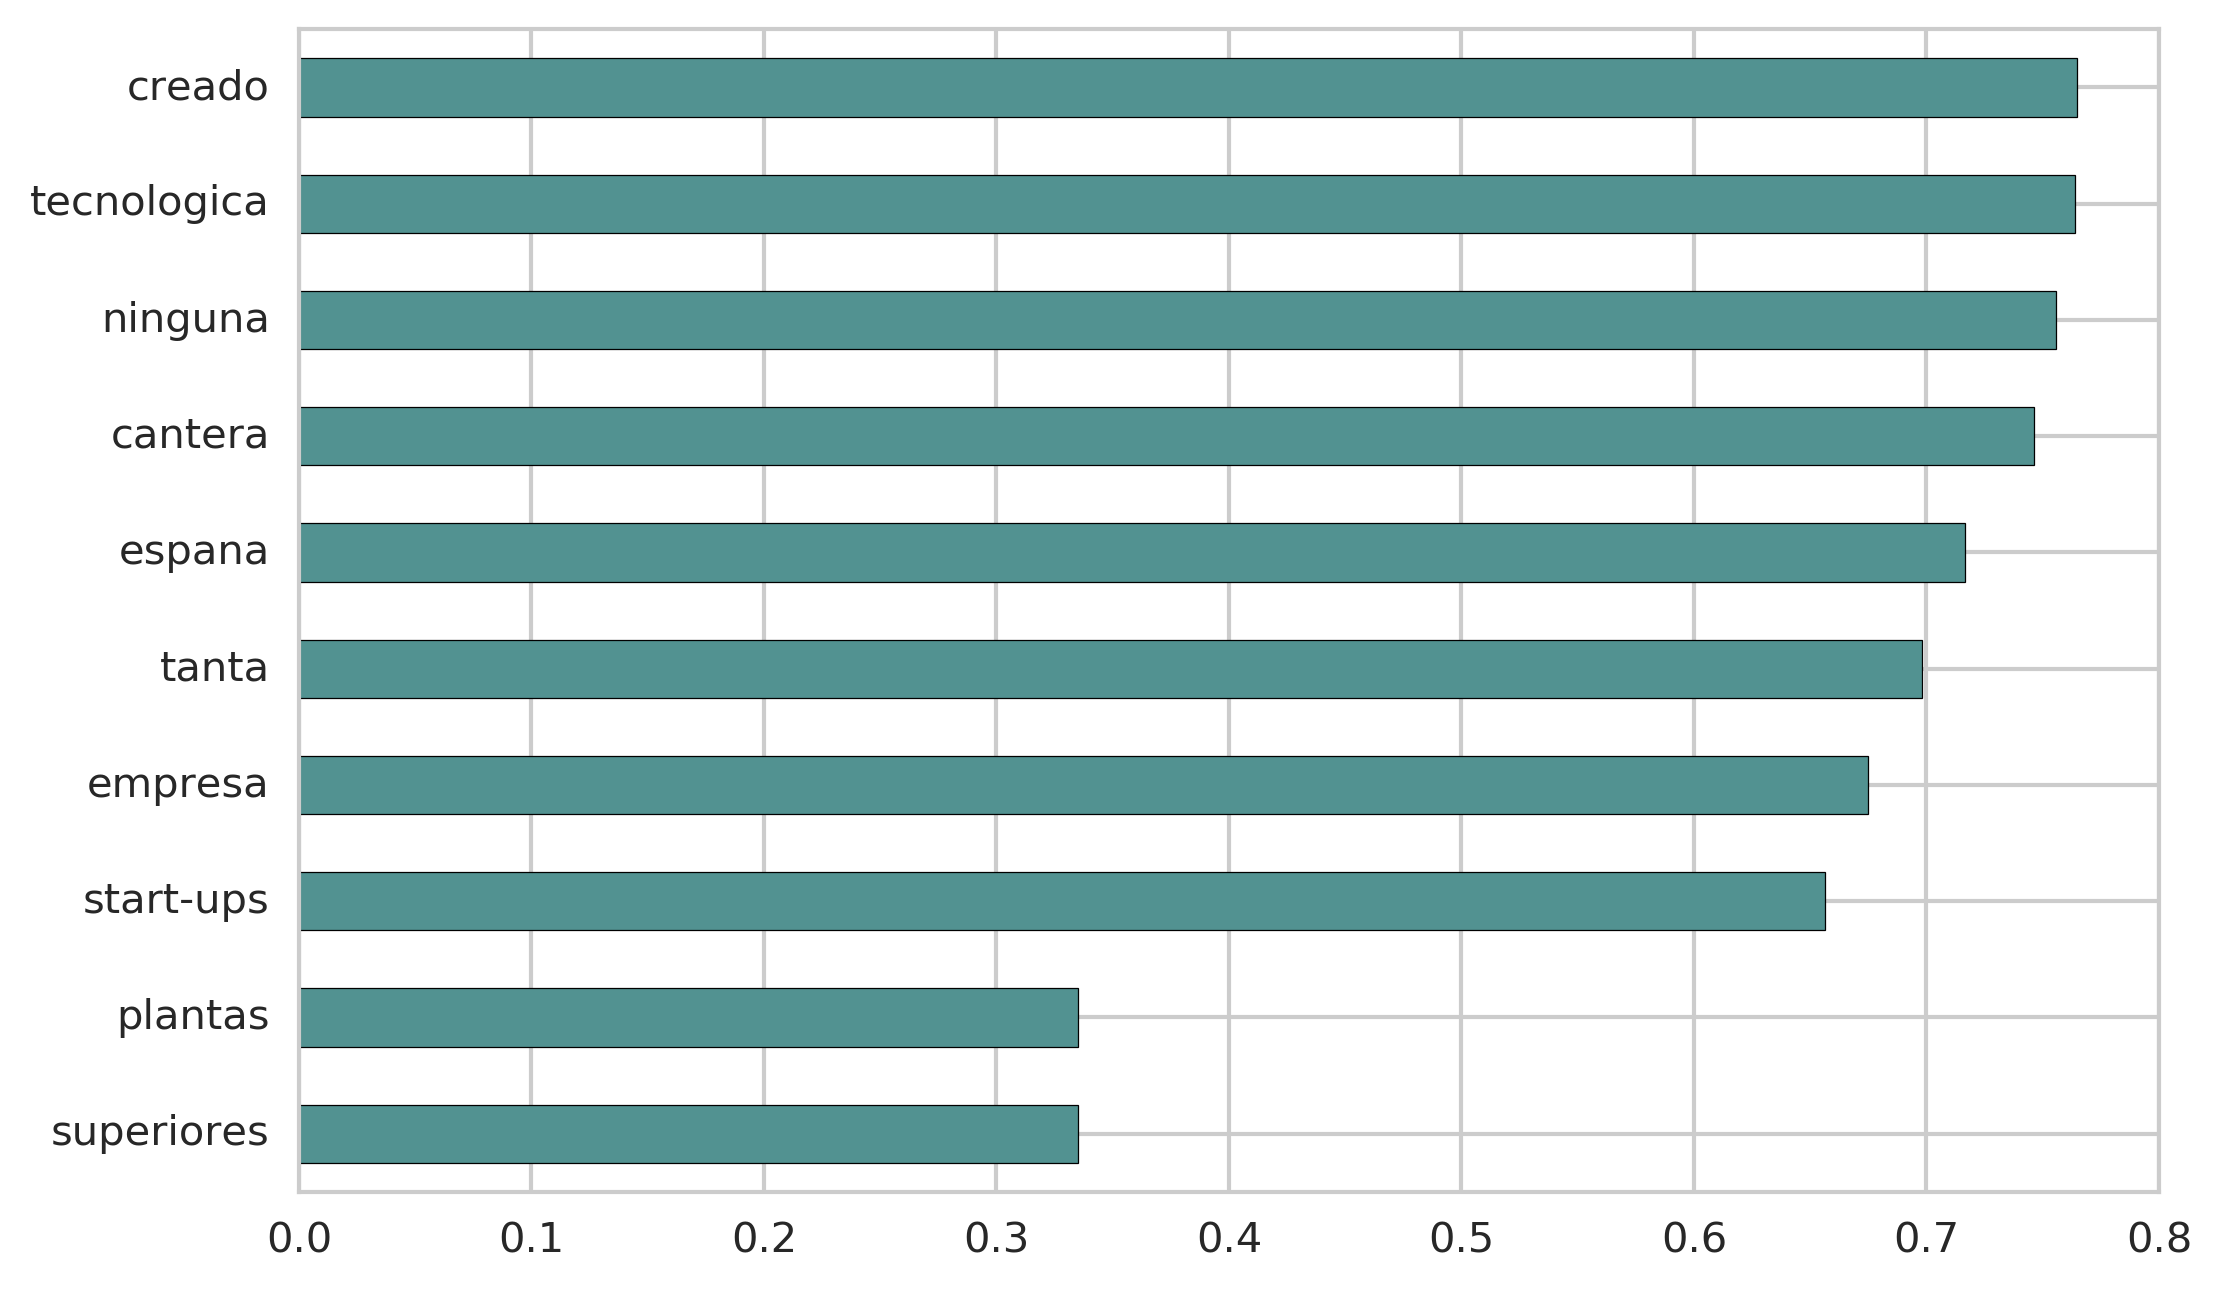 creado
tecnologica
ninguna
cantera
espana
tanta
empresa
start-ups
plantas
superiores
0.0 0.1 0.2 0.3 0.4 0.5 0.6 0.7 0.8